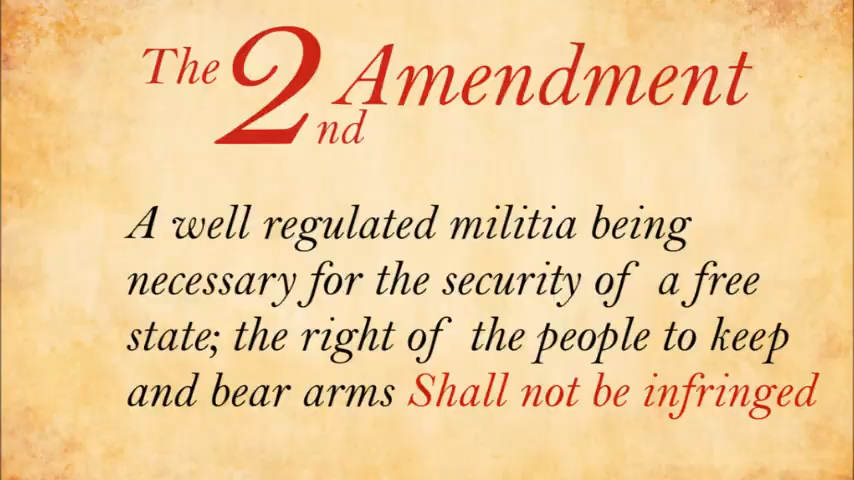 The 2nd Amendment
A well regulated militia being
necessary for the security of a free
state; the right of the people to keep
and bear arms Shall not be infringed